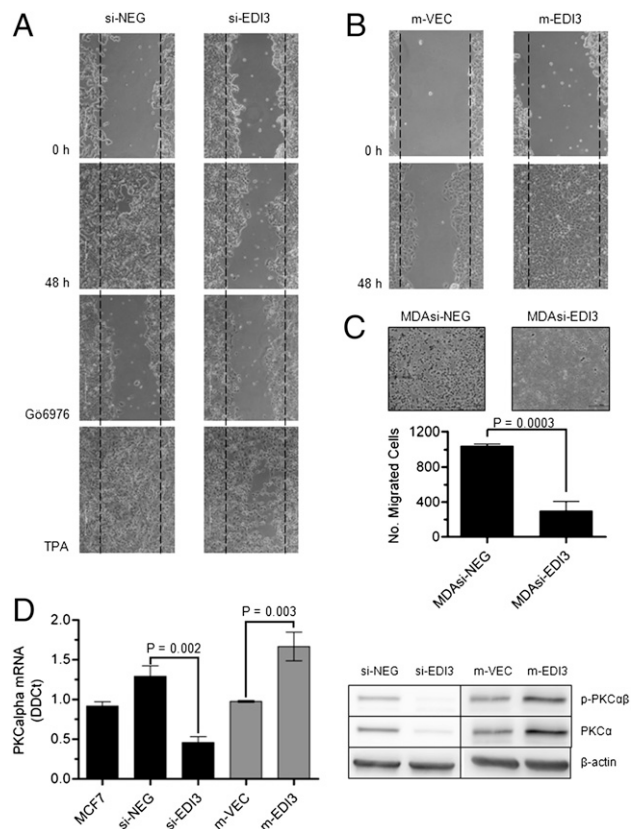 A
si-NEG si-EDI3
0 h
48 h
Gö6976
TPA
B
m-VEC m-EDI3
0 h
48 h
C
MDAsi-NEG MDAsi-EDI3
P = 0.0003
No. Migrated Cells
1200
800
400
0
MDAsi-NEG
MDAsi-EDI3
D
PKCalpha mRNA
(DDCt)
2.0
1.5
1.0
0.5
0.0
P = 0.002
P = 0.003
MCF7
si-NEG
si-EDI3
m-VEC
m-EDI3
si-NEG si-EDI3 m-VEC m-EDI3
p-PKCαβ
PKCα
β-actin